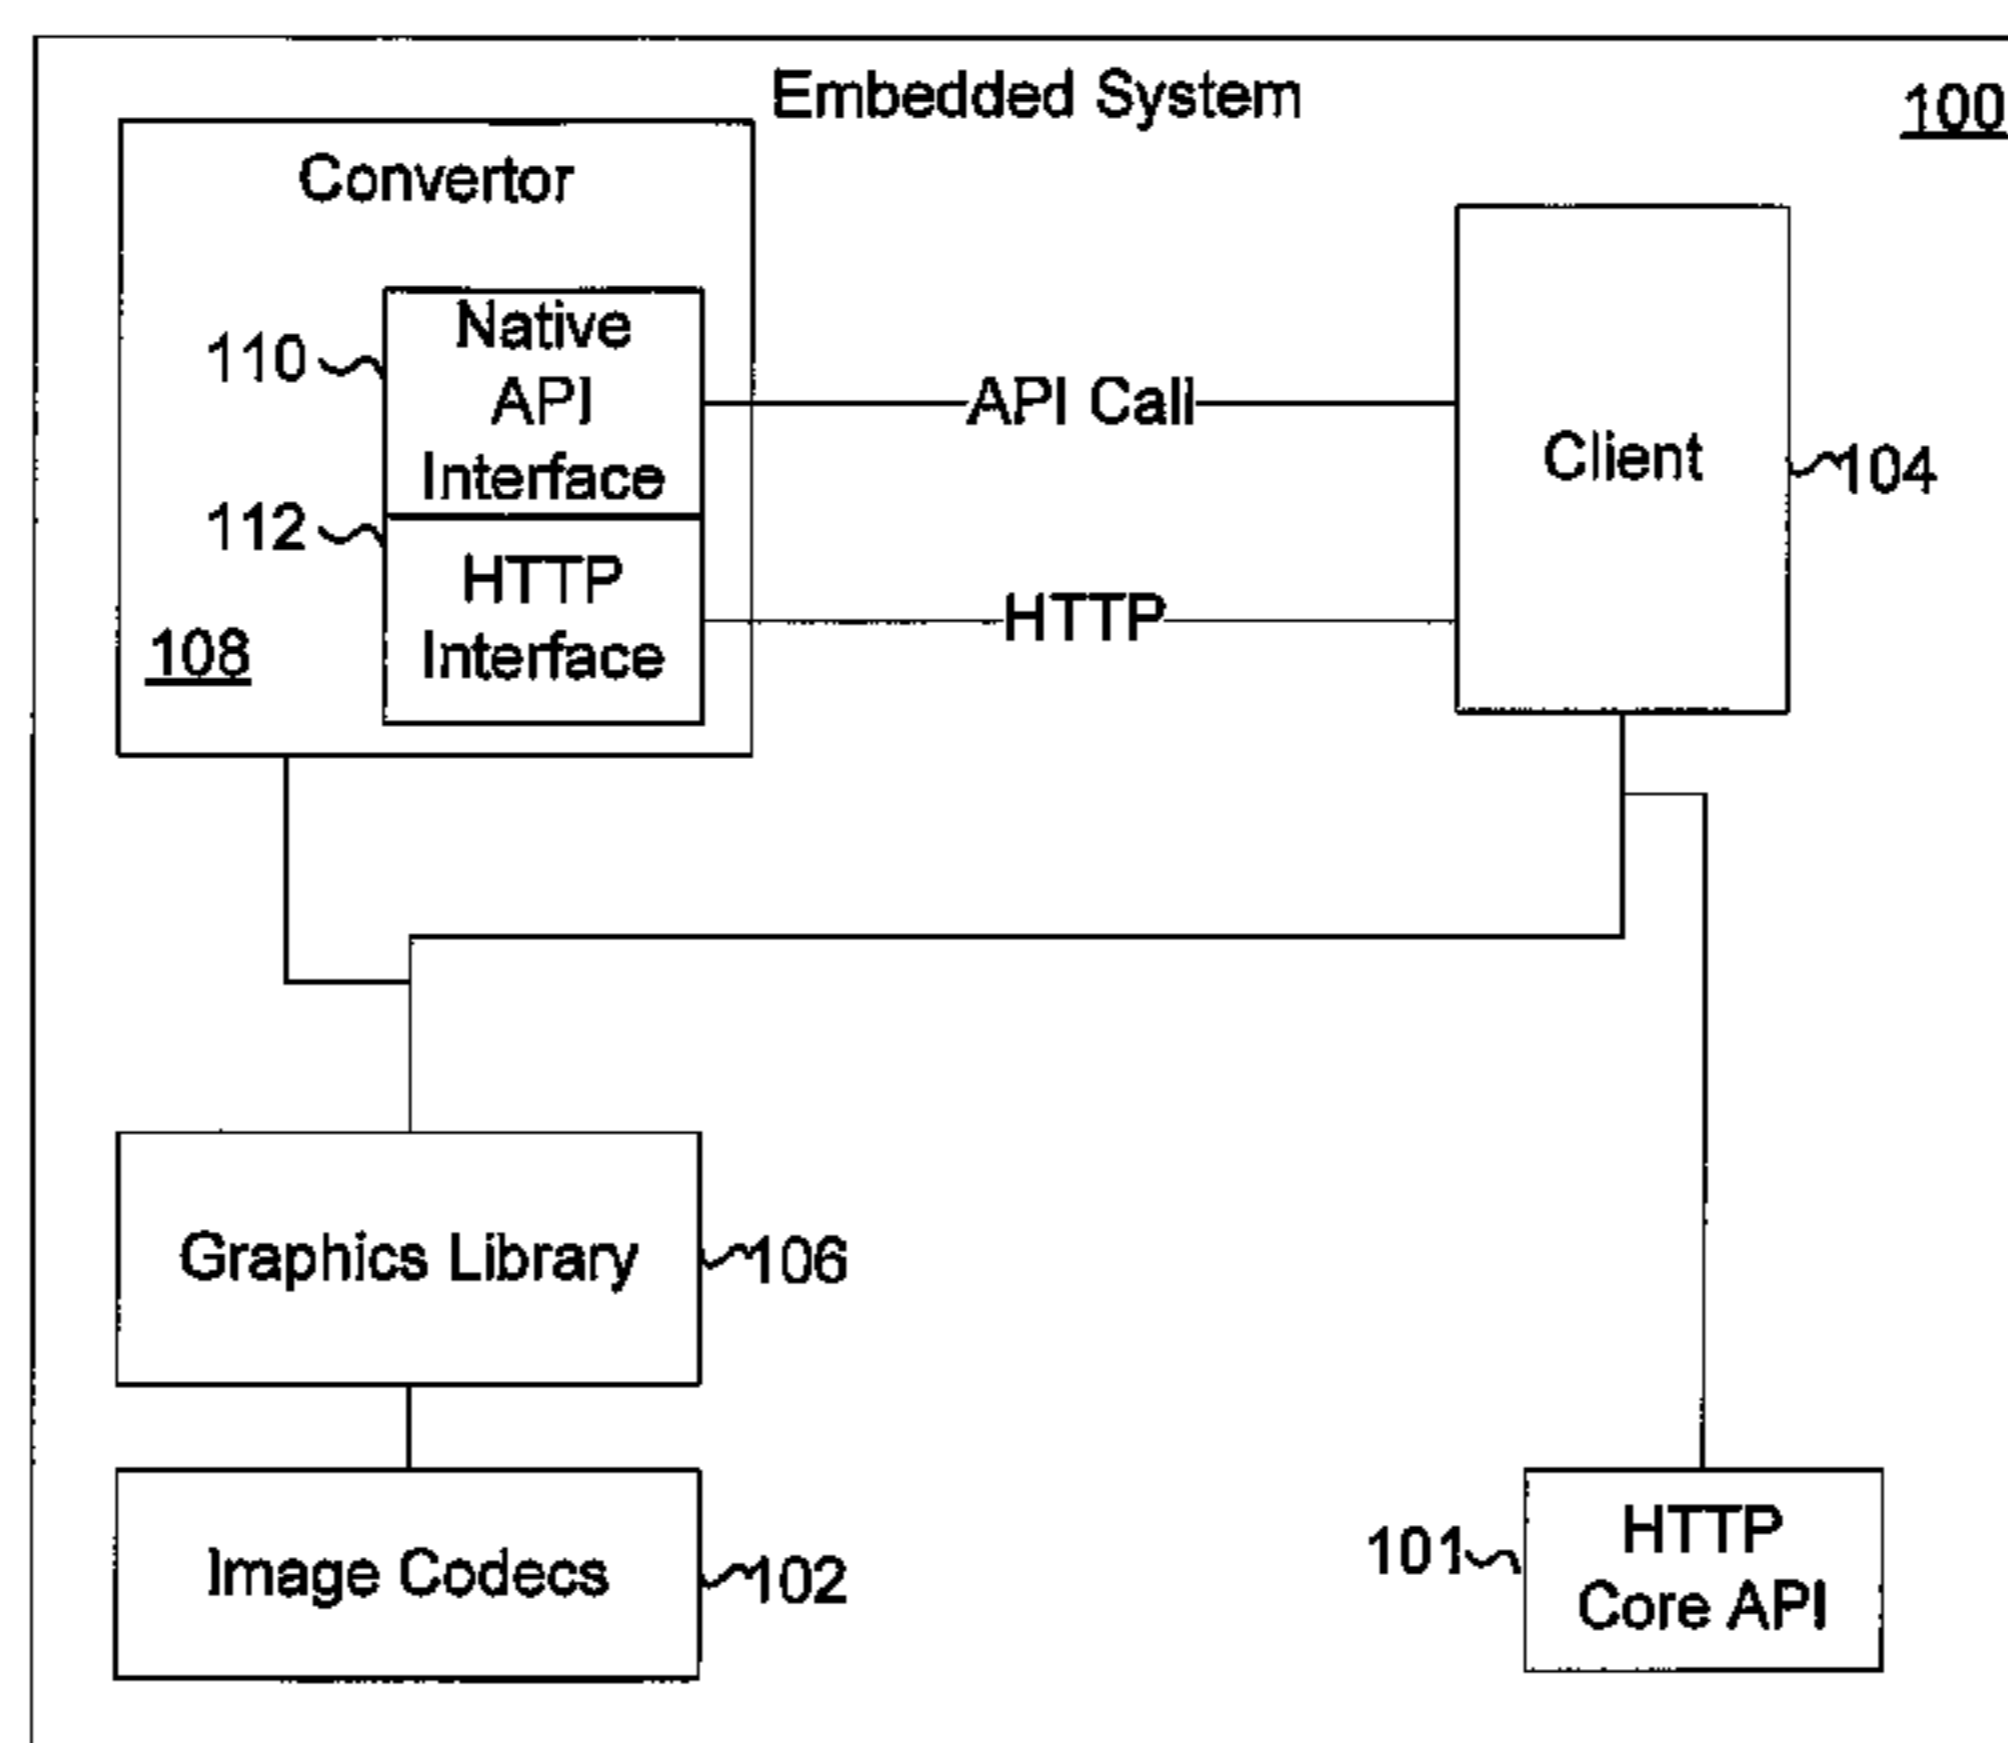 Embedded System
100
Convertor
110
Native
API
Interface
API Call
Client
104
112
HTTP
Interface
HTTP
108
Graphics Library
106
Image Codecs
102
101
HTTP
Core API